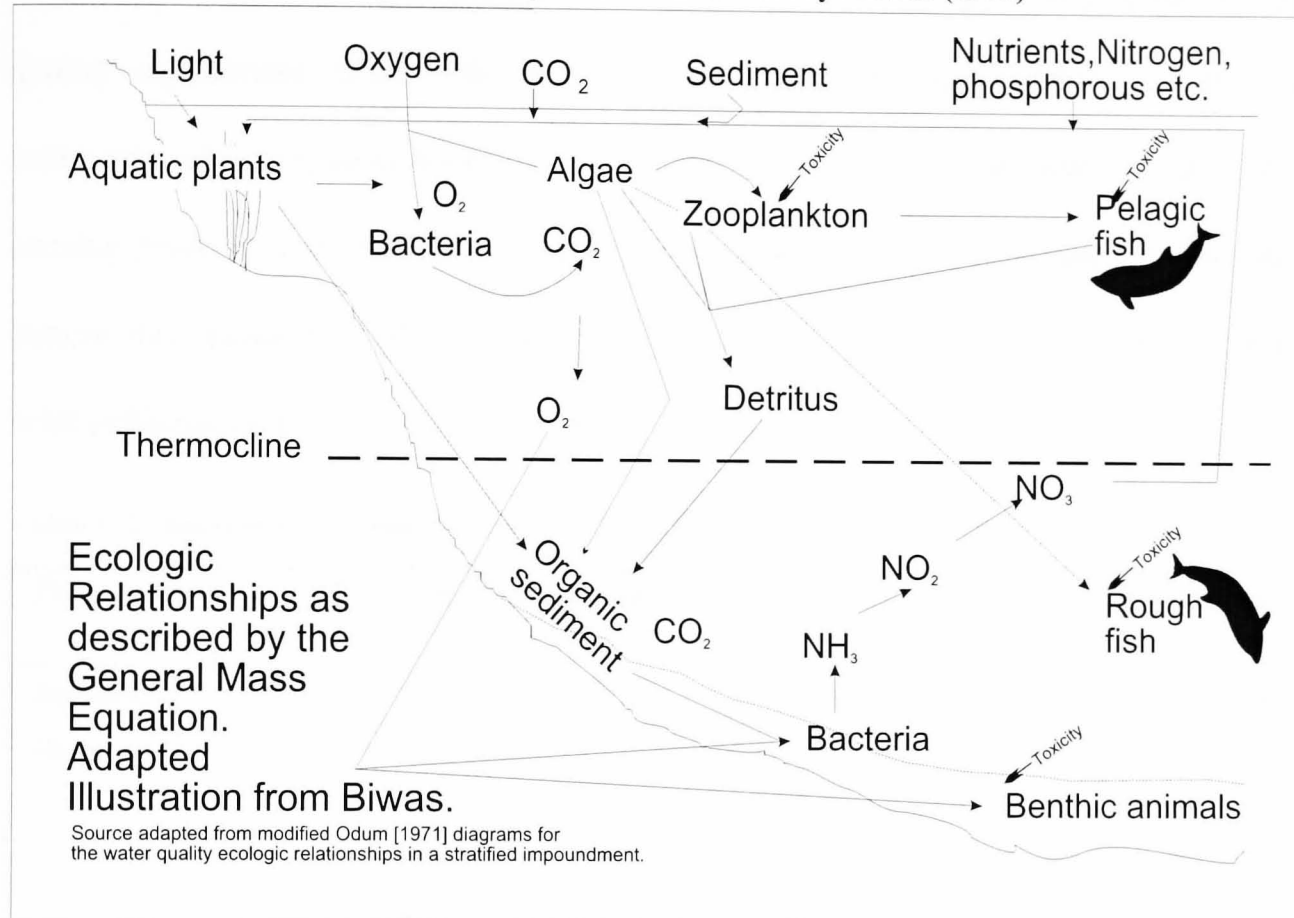 Light
Oxygen
CO₂
Sediment
Nutrients,Nitrogen,
phosphorous etc.
Aquatic plants
O₂
Bacteria
Algae
CO₂
Toxicity
Zooplankton
Toxicity
Pelagic
fish
O₂
Detritus
Thermocline
NO₃
Ecologic
Relationships as
described by the
General Mass
Equation.
Adapted
Illustration from Biwas.
Organic
sediment
CO₂
NH₃
NO₂
Toxicity
Rough
fish
Bacteria
Toxicity
Benthic animals
Source adapted from modified Odum [1971] diagrams for
the water quality ecologic relationships in a stratified impoundment.